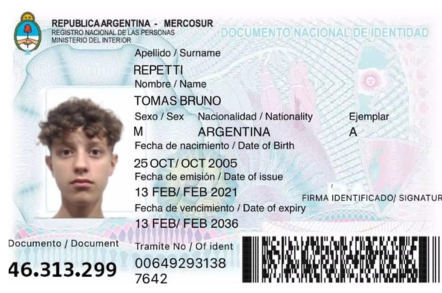 REPUBLICA ARGENTINA - MERCOSUR
REGISTRO NACIONAL DE LAS PERSONAS
MINISTERIO DEL INTERIOR
DOCUMENTO NACIONAL DE IDENTIDAD
Apellido / Surname
REPETTI
Nombre / Name
TOMAS BRUNO
Sexo / Sex Nacionalidad / Nationality Ejemplar
M ARGENTINA A
Fecha de nacimiento / Date of Birth
25 OCT/ OCT 2005
Fecha de emisión / Date of issue
13 FEB/ FEB 2021
FIRMA IDENTIFICADO/ SIGNATUR
Fecha de vencimiento / Date of expiry
13 FEB/ FEB 2036
Documento / Document
46.313.299
Tramite No / Of ident
00649293138
7642